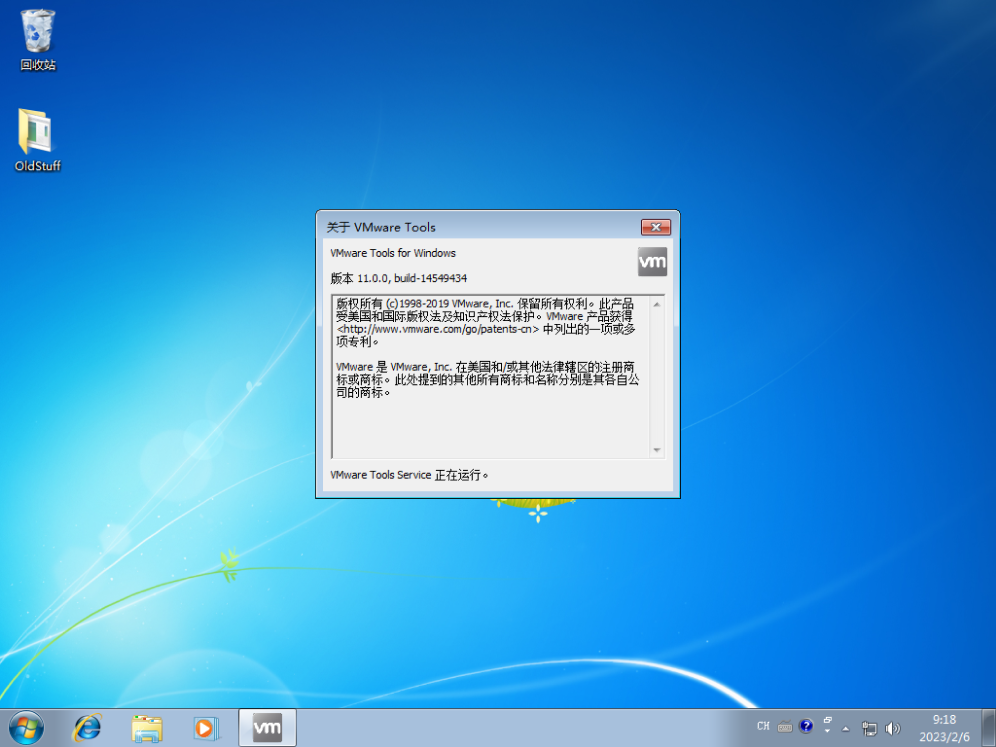 回收站
OldStuff
关于 VMware Tools
VMware Tools for Windows
vm
版本 11.0.0, build-14549434
版权所有 (c)1998-2019 VMware, Inc. 保留所有权利。此产品
受美国和国际版权法及知识产权法保护。VMware 产品获得
<http://www.vmware.com/go/patents-cn> 中列出的一项或多
项专利。
VMware 是 VMware, Inc. 在美国和/或其他法律辖区的注册商
标或商标。此处提到的其他所有商标和名称分别是其各自公
司的商标。
VMware Tools Service 正在运行。
vm
CH
9:18
2023/2/6